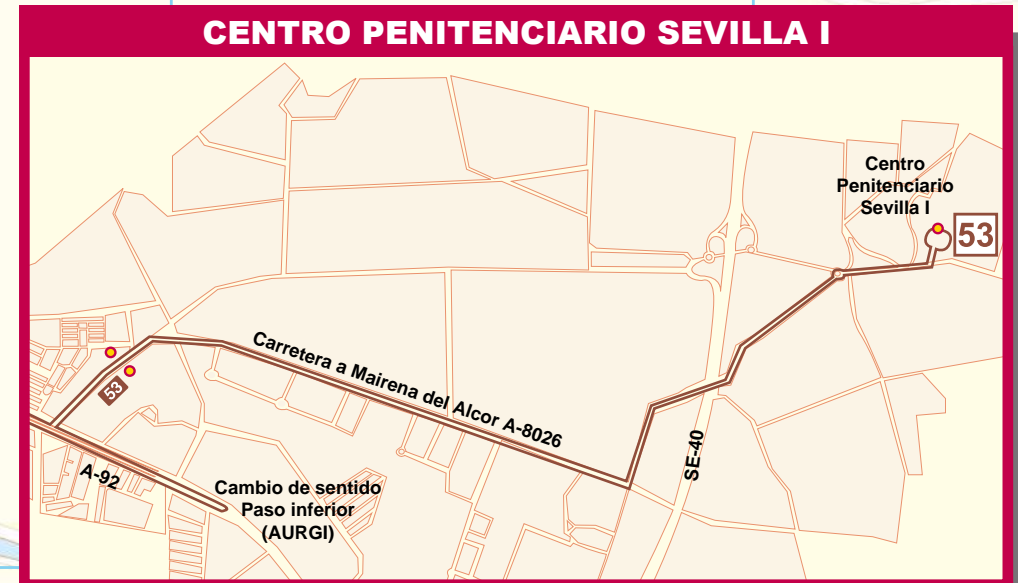 CENTRO PENITENCIARIO SEVILLA I
Centro
Penitenciario
Sevilla I
53
Carretera a Mairena del Alcor A-8026
53
SE-40
A-92
Cambio de sentido
Paso inferior
(AURGI)